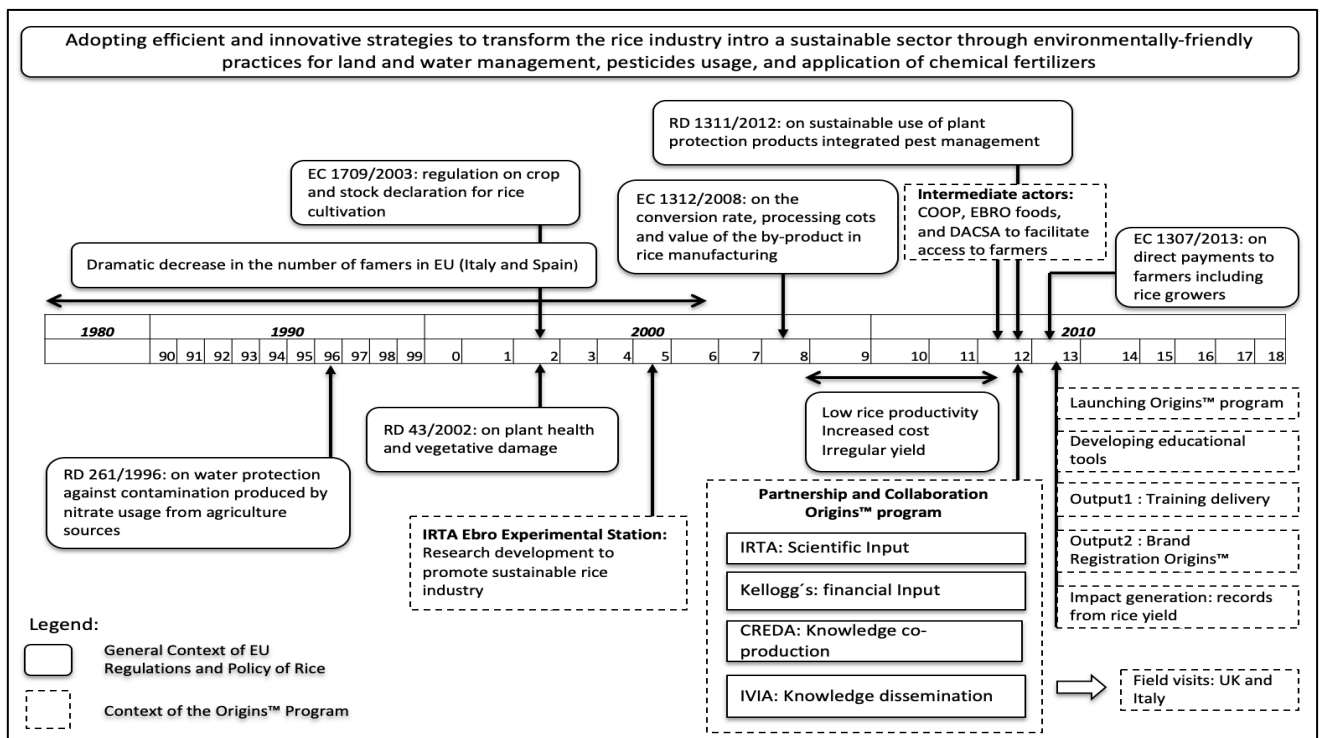 Adopting efficient and innovative strategies to transform the rice industry intro a sustainable sector through environmentally-friendly
practices for land and water management, pesticides usage, and application of chemical fertilizers
RD 1311/2012: on sustainable use of plant
protection products integrated pest management
EC 1709/2003: regulation on crop
and stock declaration for rice
cultivation
EC 1312/2008: on the
conversion rate, processing cots
and value of the by-product in
rice manufacturing
Intermediate actors:
COOP, EBRO foods,
and DACSA to facilitate
access to farmers
EC 1307/2013: on
direct payments to
farmers including
rice growers
Dramatic decrease in the number of famers in EU (Italy and Spain)
1980 1990 2000 2010
90 91 92 93 94 95 96 97 98 99 0 1 2 3 4 5 6 7 8 9 10 11 12 13 14 15 16 17 18
RD 261/1996: on water protection
against contamination produced by
nitrate usage from agriculture
sources
RD 43/2002: on plant health
and vegetative damage
IRTA Ebro Experimental Station:
Research development to
promote sustainable rice
industry
Low rice productivity
Increased cost
Irregular yield
Partnership and Collaboration
Origins™ program
IRTA: Scientific Input
Kellogg´s: financial Input
CREDA: Knowledge co-
production
IVIA: Knowledge dissemination
Launching Origins™ program
Developing educational
tools
Output1 : Training delivery
Output2 : Brand
Registration Origins™
Impact generation: records
from rice yield
Field visits: UK and
Italy
Legend:
General Context of EU
Regulations and Policy of Rice
Context of the Origins™ Program